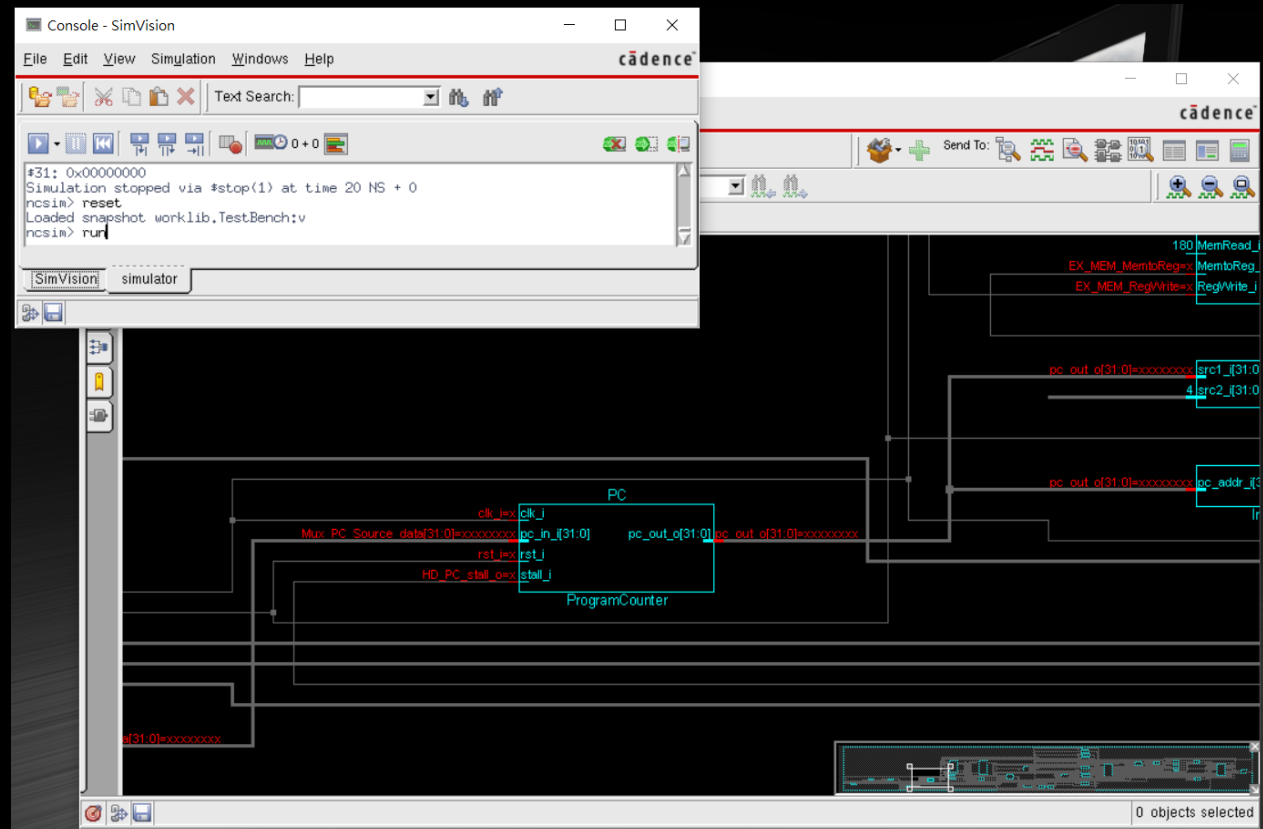 Console - SimVision
File Edit View Simulation Windows Help
cādence
Text Search:
0 + 0
#31: 0x00000000
Simulation stopped via $stop(1) at time 20 NS + 0
ncsim> reset
Loaded snapshot worklib.TestBench:v
ncsim> run
SimVision simulator
cādence
Send To:
180 MemRead_i
EX_MEM_MemtoReg=x MemtoReg_
EX_MEM_RegWrite=x RegWrite_i
pc_out_o[31:0]=xxxxxxxx src1_i[31:0
4 src2_i[31:0
pc_out_o[31:0]=xxxxxxxx pc_addr_i[3
PC
clk_i=x clk_i
Mux_PC_Source_data[31:0]=xxxxxxxx pc_in_i[31:0] pc_out_o[31:0] pc_out_o[31:0]=xxxxxxxx
rst_i=x rst_i
HD_PC_stall_o=x stall_i
ProgramCounter
a[31:0]=xxxxxxxx
0 objects selected